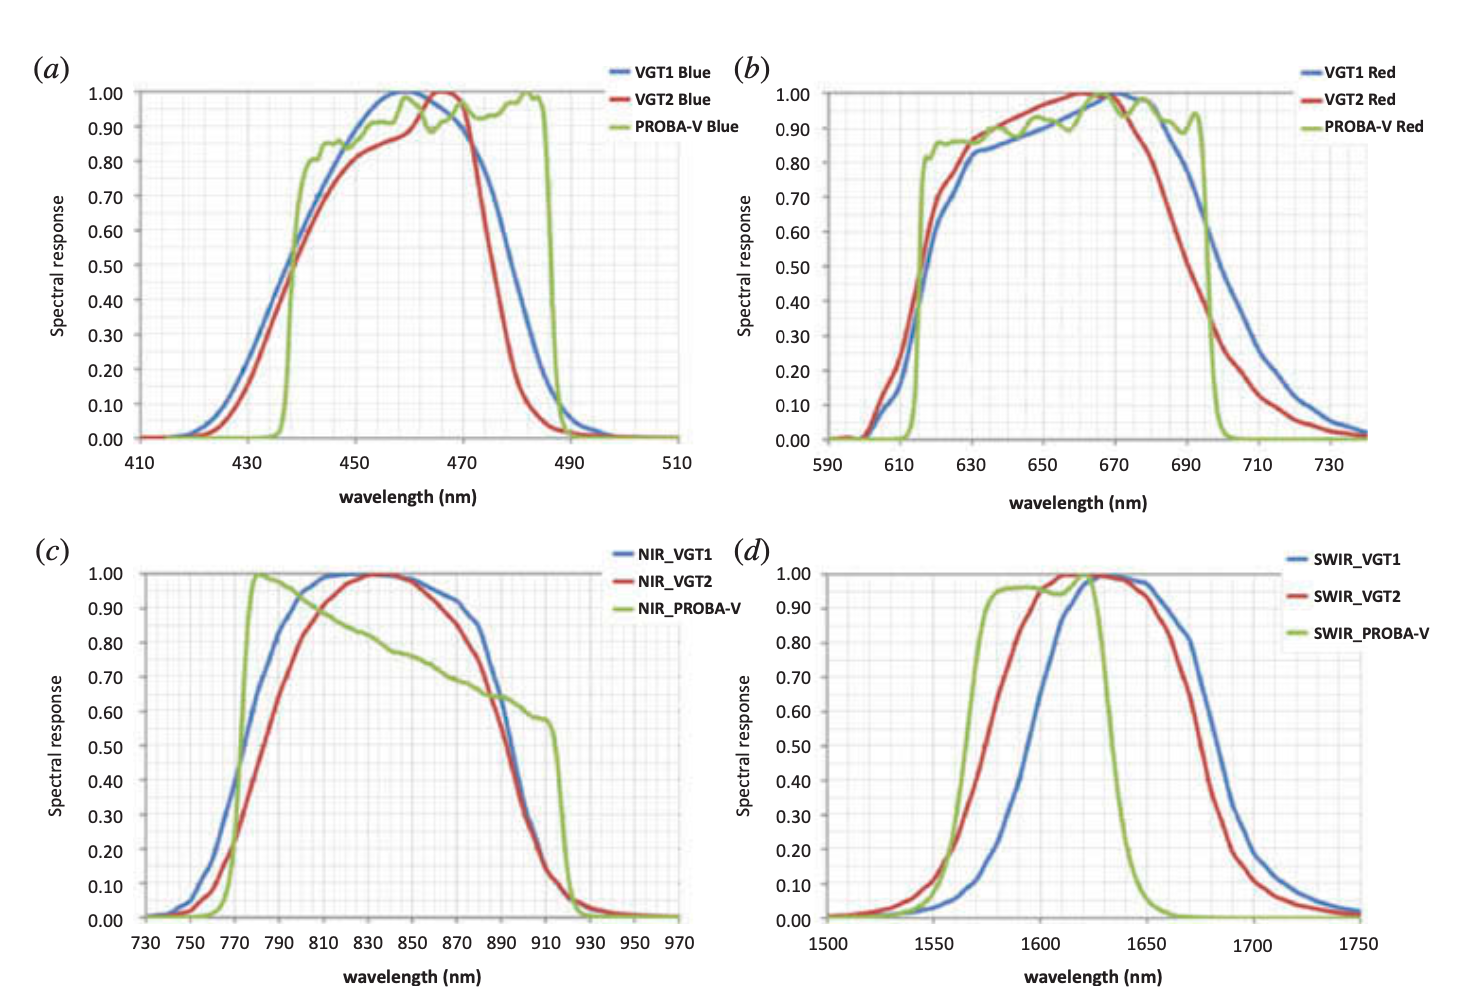 (a)
VGT1 Blue
VGT2 Blue
PROBA-V Blue
1.00
0.90
0.80
0.70
0.60
0.50
0.40
0.30
0.20
0.10
0.00
Spectral response
410 430 450 470 490 510
wavelength (nm)
(b)
VGT1 Red
VGT2 Red
PROBA-V Red
1.00
0.90
0.80
0.70
0.60
0.50
0.40
0.30
0.20
0.10
0.00
Spectral response
590 610 630 650 670 690 710 730
wavelength (nm)
(c)
NIR_VGT1
NIR_VGT2
NIR_PROBA-V
1.00
0.90
0.80
0.70
0.60
0.50
0.40
0.30
0.20
0.10
0.00
Spectral response
730 750 770 790 810 830 850 870 890 910 930 950 970
wavelength (nm)
(d)
SWIR_VGT1
SWIR_VGT2
SWIR_PROBA-V
1.00
0.90
0.80
0.70
0.60
0.50
0.40
0.30
0.20
0.10
0.00
Spectral response
1500 1550 1600 1650 1700 1750
wavelength (nm)